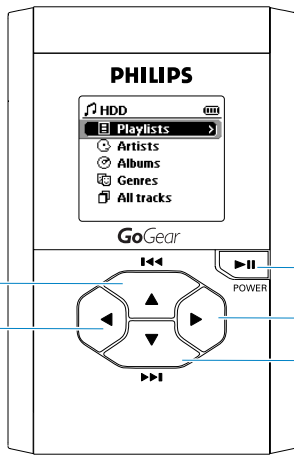 PHILIPS
HDD
Playlists
Artists
Albums
Genres
All tracks
GoGear
POWER